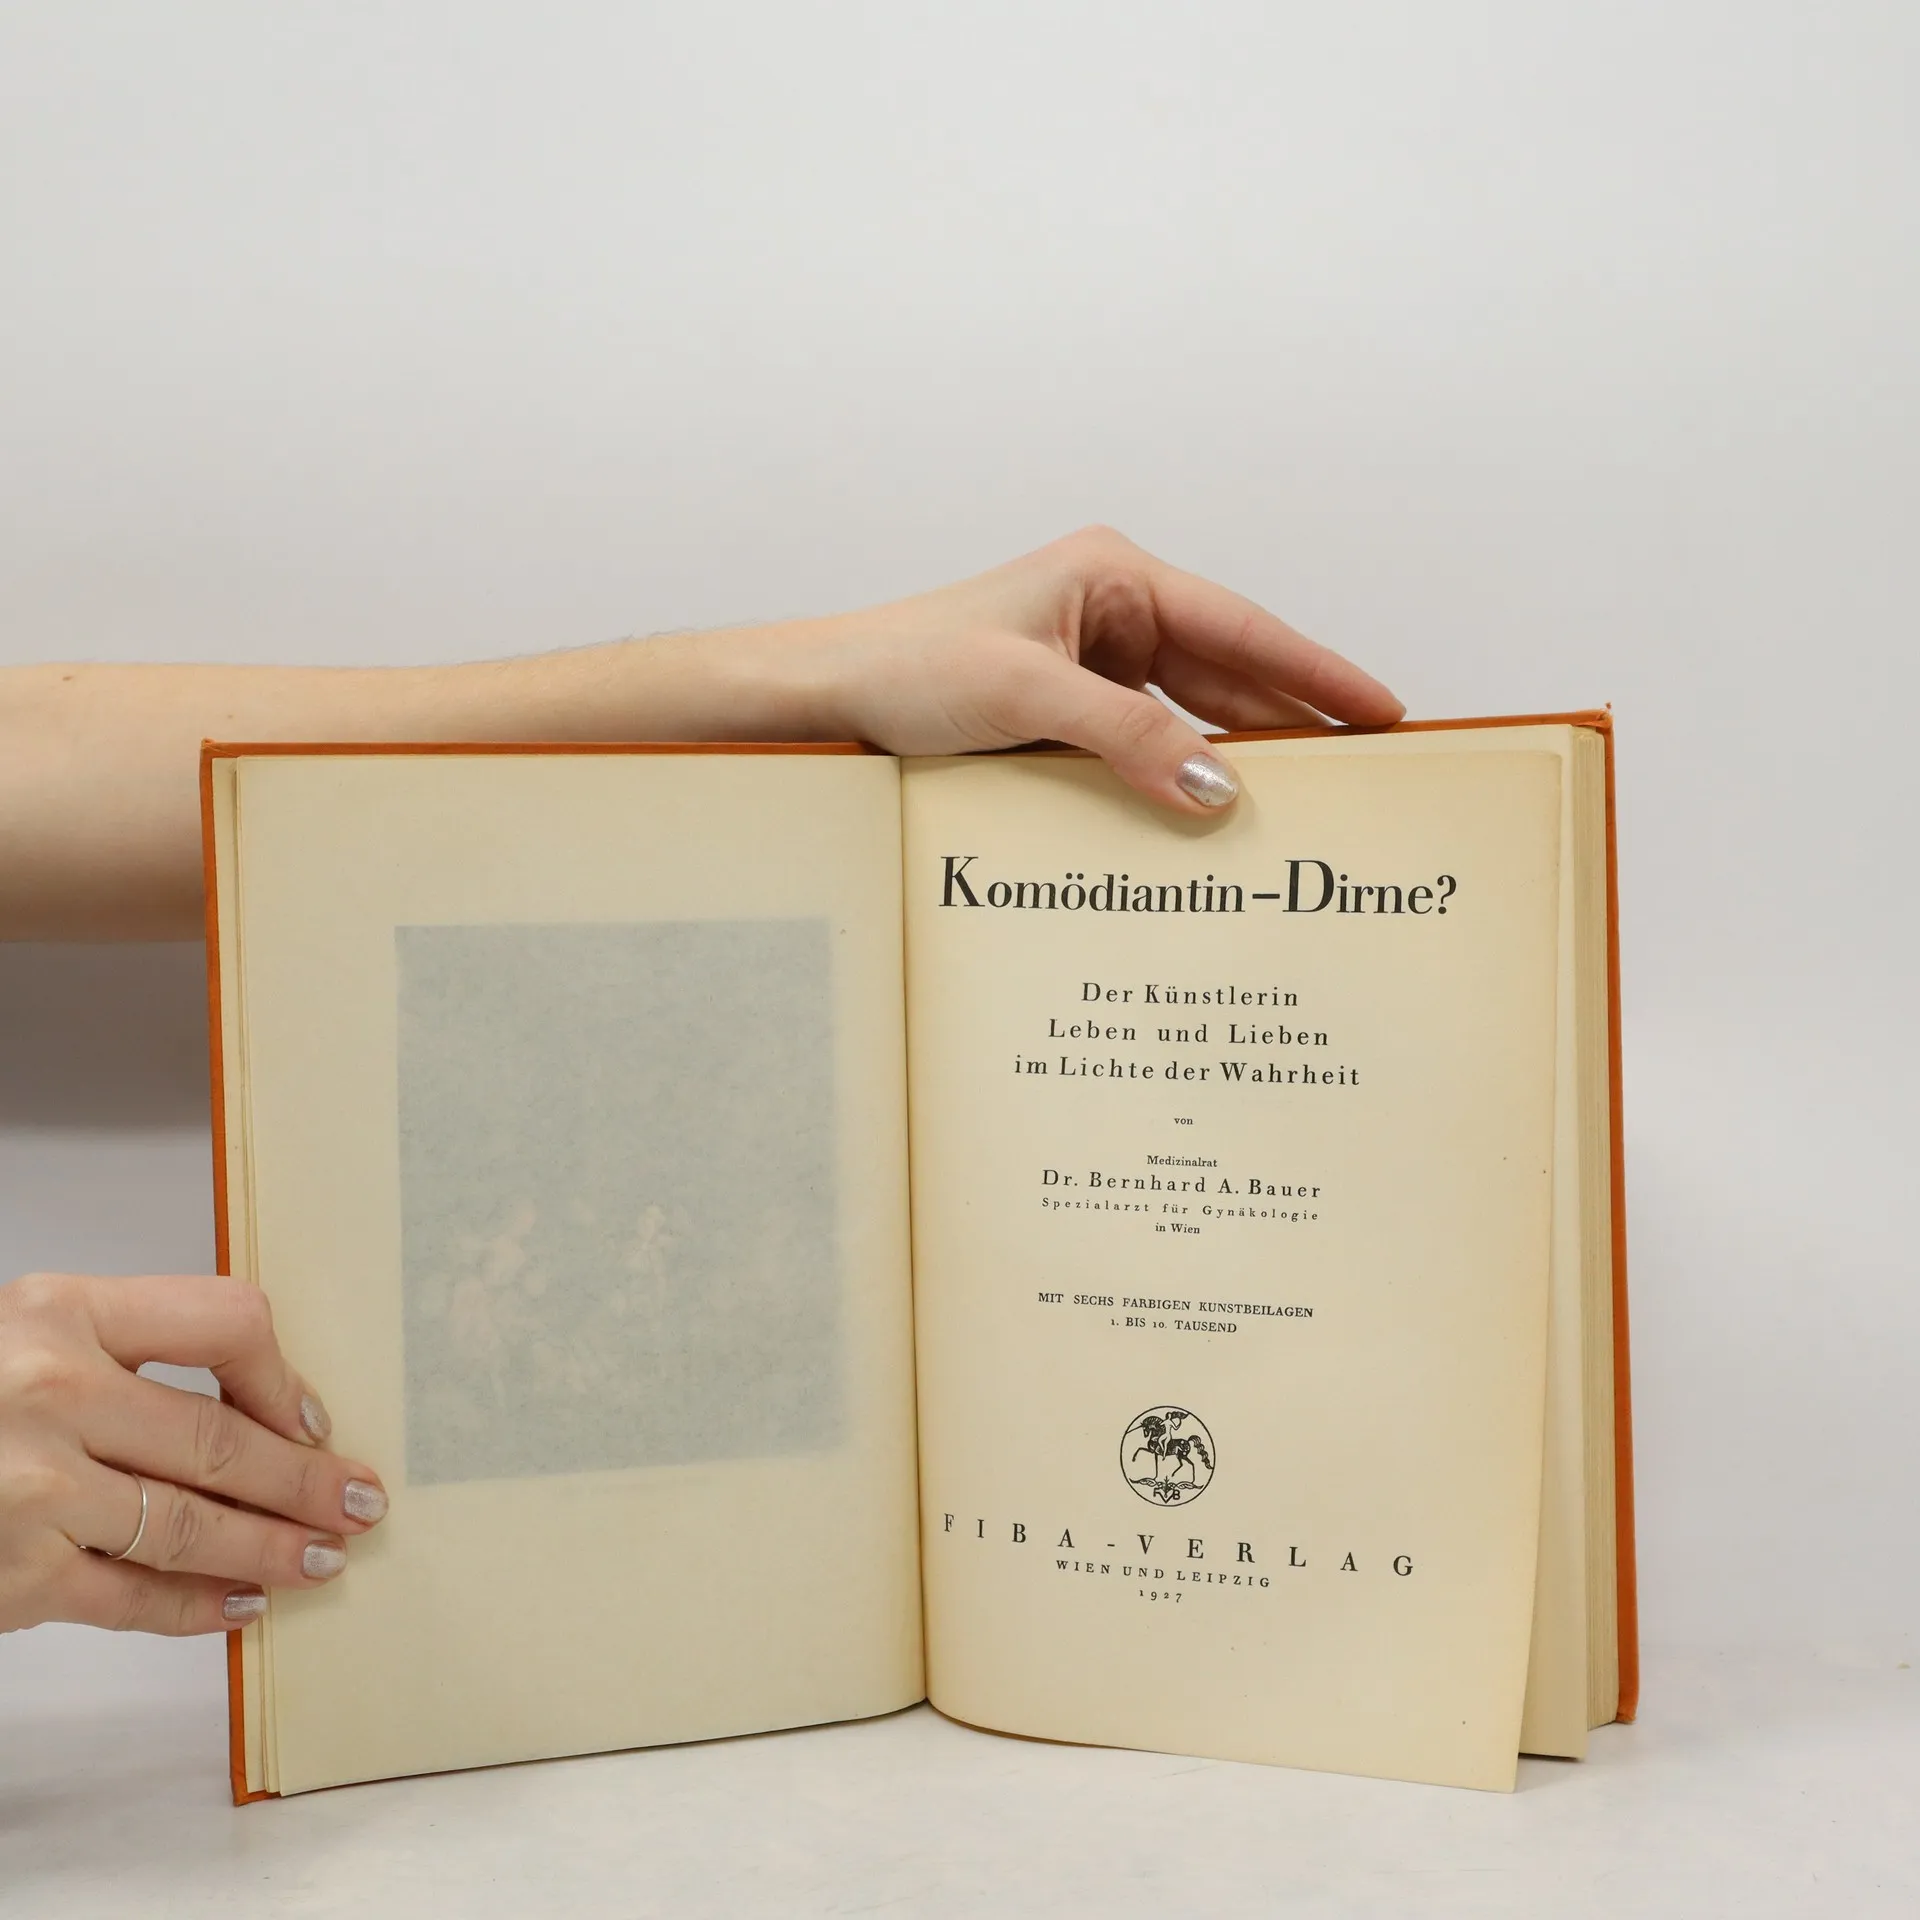 Komödiantin–Dirne?
Der Künstlerin
Leben und Lieben
im Lichte der Wahrheit
von
Medizinalrat
Dr. Bernhard A. Bauer
Spezialarzt für Gynäkologie
in Wien
MIT SECHS FARBIGEN KUNSTBEILAGEN
1. BIS 10. TAUSEND
FVB
FIBA-VERLAG
WIEN UND LEIPZIG
1927